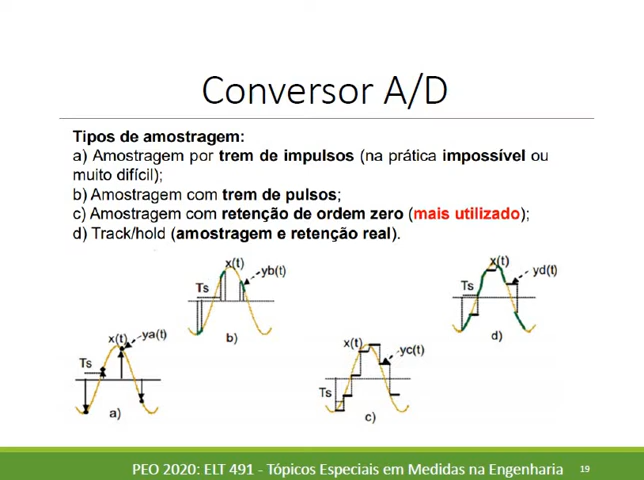 Conversor A/D
Tipos de amostragem:
a) Amostragem por trem de impulsos (na prática impossível ou
muito difícil);
b) Amostragem com trem de pulsos;
c) Amostragem com retenção de ordem zero (mais utilizado);
d) Track/hold (amostragem e retenção real).
x(t)
yb(t)
Ts
b)
x(t)
yd(t)
Ts
d)
x(t)
ya(t)
Ts
a)
x(t)
yc(t)
Ts
c)
PEO 2020: ELT 491 - Tópicos Especiais em Medidas na Engenharia
19